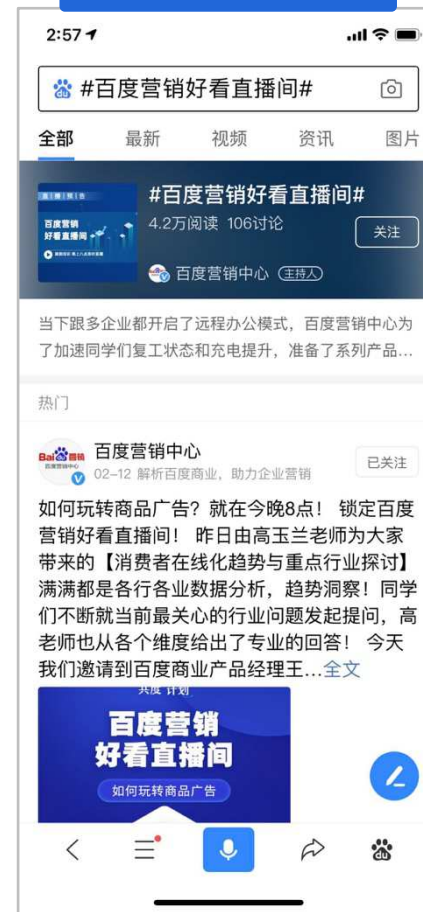 2:57
#百度营销好看直播间#
全部 最新 视频 资讯 图片
直播预告
百度营销
好看直播间
#百度营销好看直播间#
4.2万阅读 106讨论
关注
百度营销中心 主持人
当下跟多企业都开启了远程办公模式，百度营销中心为
了加速同学们复工状态和充电提升，准备了系列产品...
热门
Bai du 营销
百度营销中心
02-12 解析百度商业，助力企业营销
已关注
如何玩转商品广告？就在今晚8点！ 锁定百度
营销好看直播间！ 昨日由高玉兰老师为大家
带来的【消费者在线化趋势与重点行业探讨】
满满都是各行各业数据分析，趋势洞察！同学
们不断就当前最关心的行业问题发起提问，高
老师也从各个维度给出了专业的回答！ 今天
我们邀请到百度商业产品经理王...全文
共度 计划
百度营销
好看直播间
如何玩转商品广告
du